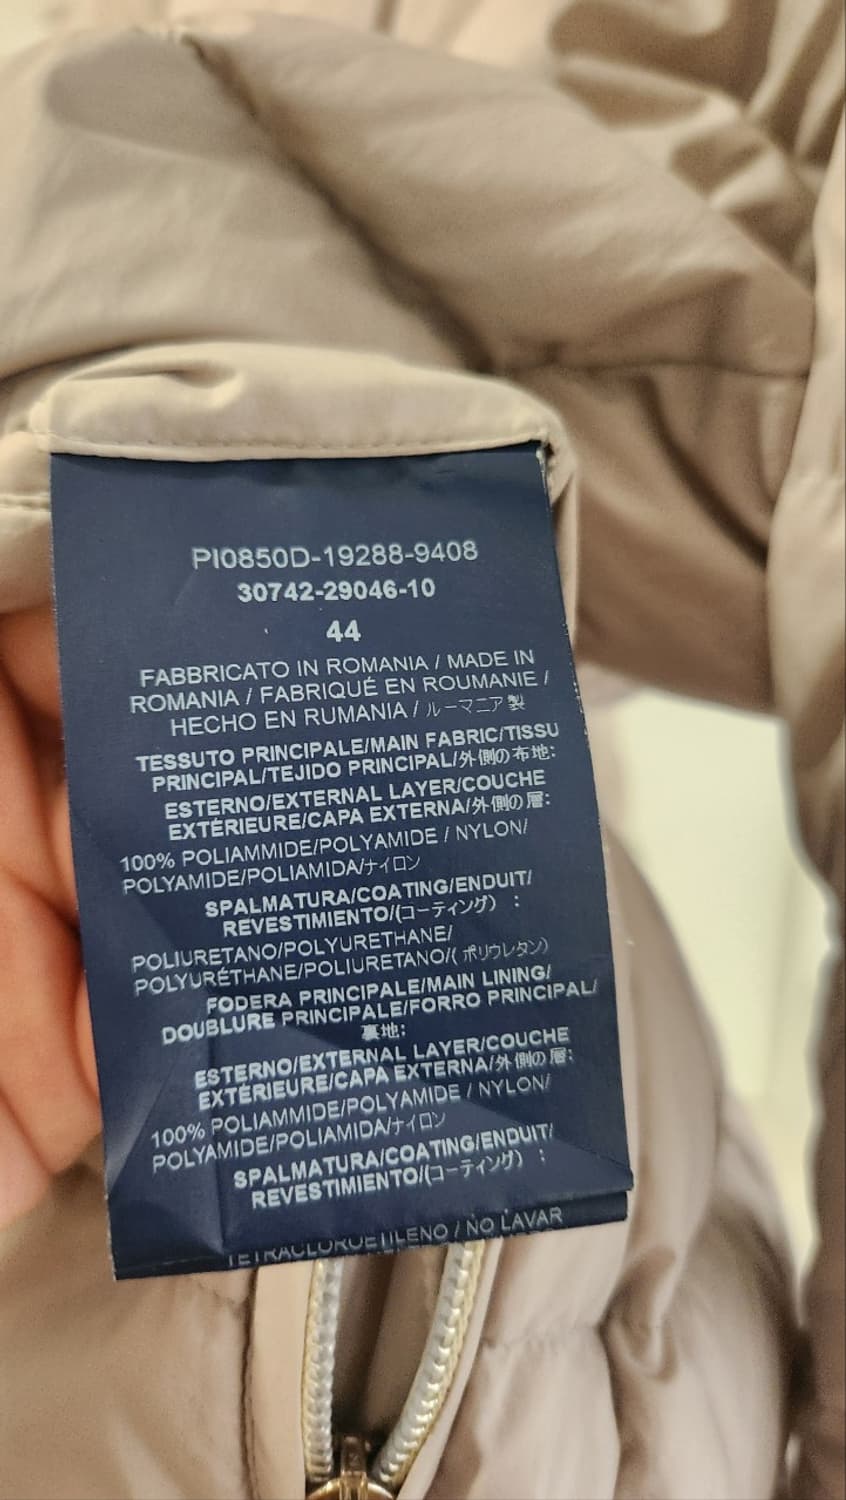 PI0850D-19288-9408
30742-29046-10
44
FABBRICATO IN ROMANIA / MADE IN
ROMANIA / FABRIQUÉ EN ROUMANIE /
HECHO EN RUMANIA / ルーマニア製
TESSUTO PRINCIPALE/MAIN FABRIC/TISSU
PRINCIPAL/TEJIDO PRINCIPAL/外側の布地:
ESTERNO/EXTERNAL LAYER/COUCHE
EXTÉRIEURE/CAPA EXTERNA/外側の層:
100% POLIAMMIDE/POLYAMIDE / NYLON/
POLYAMIDE/POLIAMIDA/ナイロン
SPALMATURA/COATING/ENDUIT/
REVESTIMIENTO/(コーティング) :
POLIURETANO/POLYURETHANE/
POLYURÉTHANE/POLIURETANO/( ポリウレタン)
FODERA PRINCIPALE/MAIN LINING/
DOUBLURE PRINCIPALE/FORRO PRINCIPAL/
裏地:
ESTERNO/EXTERNAL LAYER/COUCHE
EXTÉRIEURE/CAPA EXTERNA/外側の層:
100% POLIAMMIDE/POLYAMIDE / NYLON/
POLYAMIDE/POLIAMIDA/ナイロン
SPALMATURA/COATING/ENDUIT/
REVESTIMIENTO/(コーティング) :
TETRACLOROETILENO / NO LAVAR